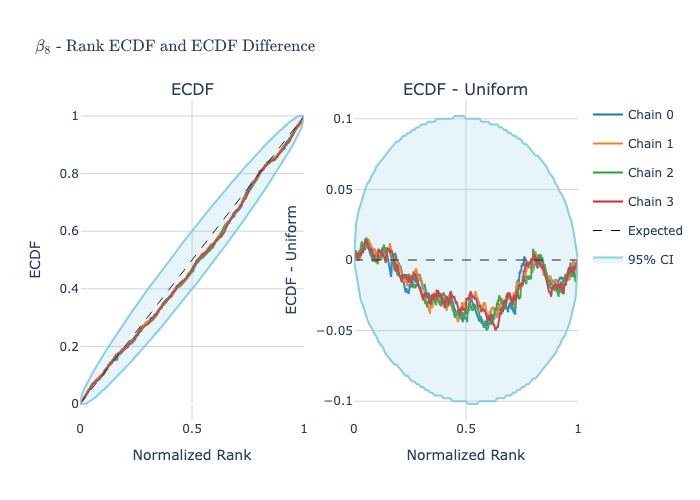 β₈ - Rank ECDF and ECDF Difference
ECDF
ECDF - Uniform
1
0.8
0.6
0.4
0.2
0
0
0.5
1
ECDF
Normalized Rank
0.1
0.05
0
−0.05
−0.1
0
0.5
1
ECDF - Uniform
Normalized Rank
Chain 0
Chain 1
Chain 2
Chain 3
Expected
95% CI